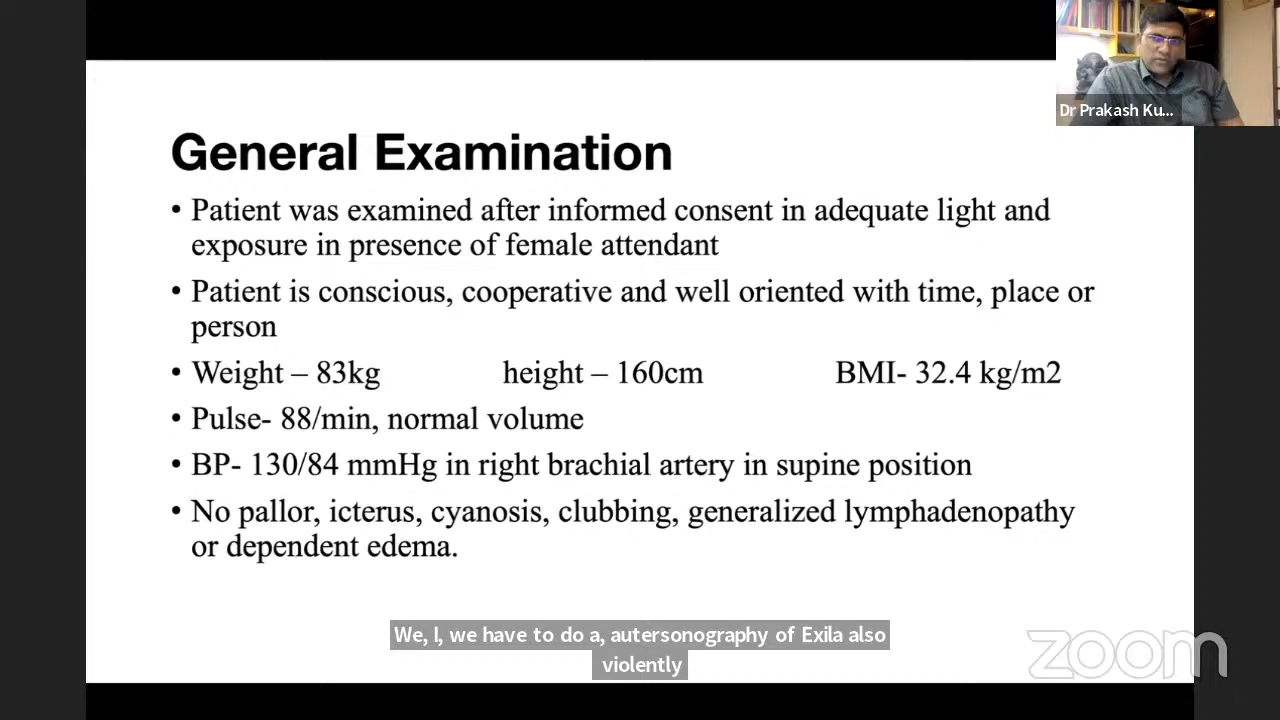 Dr Prakash Ku...
General Examination
• Patient was examined after informed consent in adequate light and
exposure in presence of female attendant
• Patient is conscious, cooperative and well oriented with time, place or
person
• Weight – 83kg height – 160cm BMI- 32.4 kg/m2
• Pulse- 88/min, normal volume
• BP- 130/84 mmHg in right brachial artery in supine position
• No pallor, icterus, cyanosis, clubbing, generalized lymphadenopathy
or dependent edema.
We, I, we have to do a, autersonography of Exila also
violently
zoom